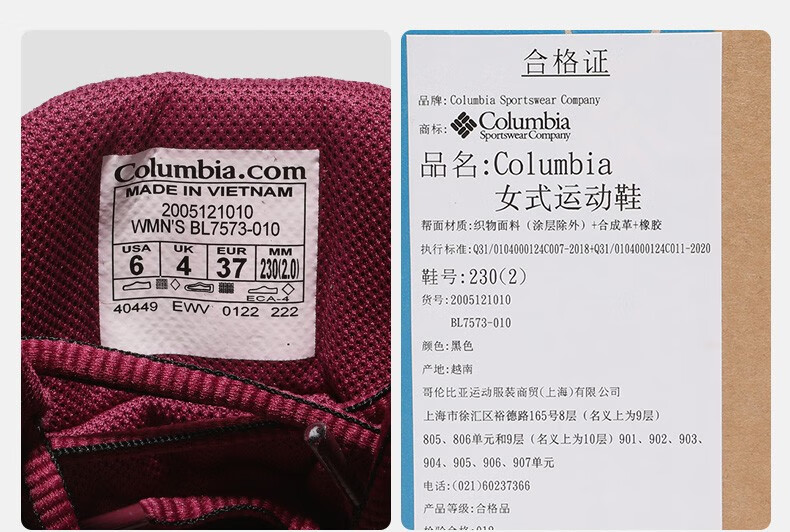 Columbia.com
MADE IN VIETNAM
2005121010
WMN'S BL7573-010
USA UK EUR MM
6 4 37 230(2.0)
ECA-4
40449 EWV 0122 222
合格证
品牌:Columbia Sportswear Company
商标: Columbia
Sportswear Company
品名:Columbia
女式运动鞋
帮面材质:织物面料（涂层除外）+合成革+橡胶
执行标准:Q31/0104000124C007-2018+Q31/0104000124C011-2020
鞋号:230(2)
货号:2005121010
BL7573-010
颜色:黑色
产地:越南
哥伦比亚运动服装商贸(上海)有限公司
上海市徐汇区裕德路165号8层（名义上为9层）
805、806单元和9层（名义上为10层）901、902、903、
904、905、906、907单元
电话:(021)60237366
产品等级:合格品
检验合格:012